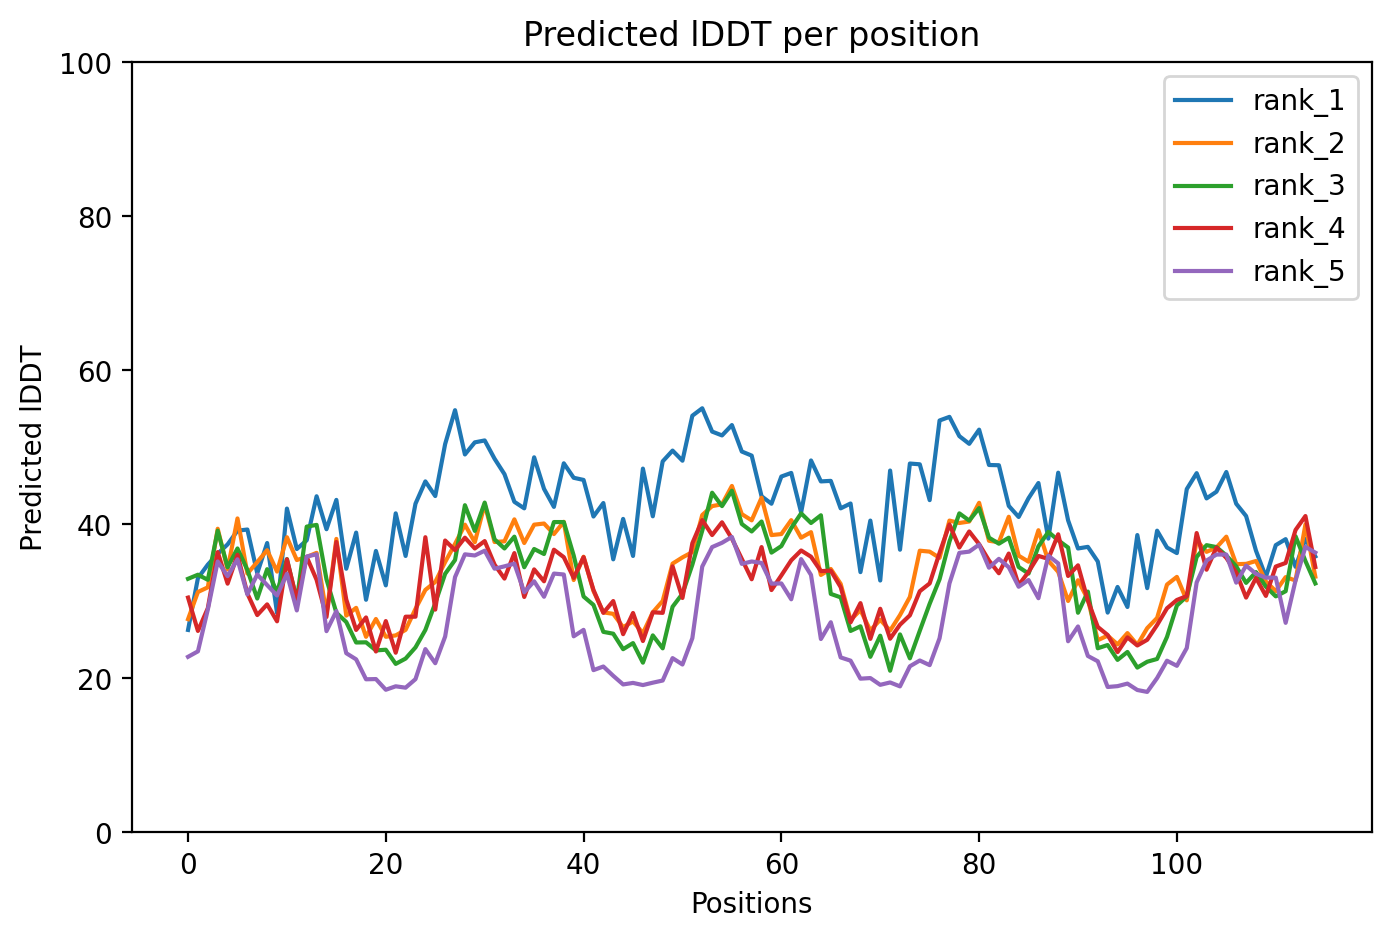 Predicted lDDT per position
100
80
60
40
20
0
Predicted lDDT
0 20 40 60 80 100
Positions
rank_1
rank_2
rank_3
rank_4
rank_5